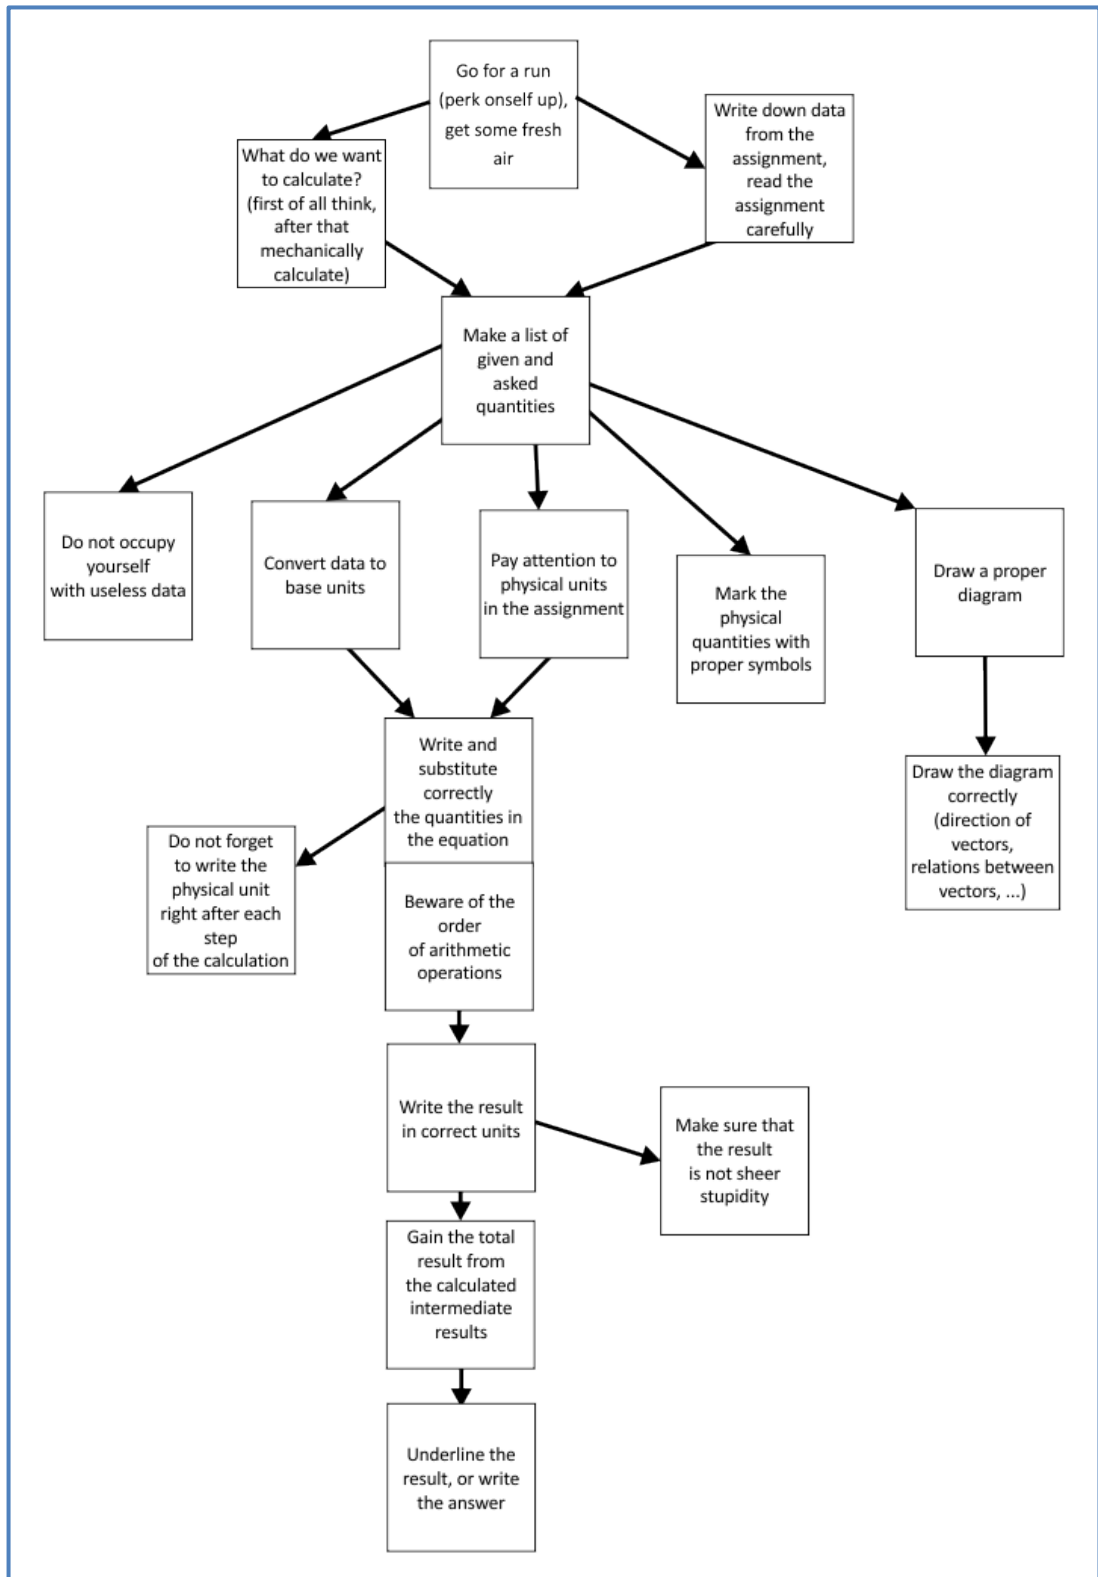 Go for a run
(perk onself up),
get some fresh
air
Write down data
from the
assignment,
read the
assignment
carefully
What do we want
to calculate?
(first of all think,
after that
mechanically
calculate)
Make a list of
given and
asked
quantities
Do not occupy
yourself
with useless data
Convert data to
base units
Pay attention to
physical units
in the assignment
Mark the
physical
quantities with
proper symbols
Draw a proper
diagram
Write and
substitute
correctly
the quantities in
the equation
Draw the diagram
correctly
(direction of
vectors,
relations between
vectors, ...)
Do not forget
to write the
physical unit
right after each
step
of the calculation
Beware of the
order
of arithmetic
operations
Write the result
in correct units
Make sure that
the result
is not sheer
stupidity
Gain the total
result from
the calculated
intermediate
results
Underline the
result, or write
the answer